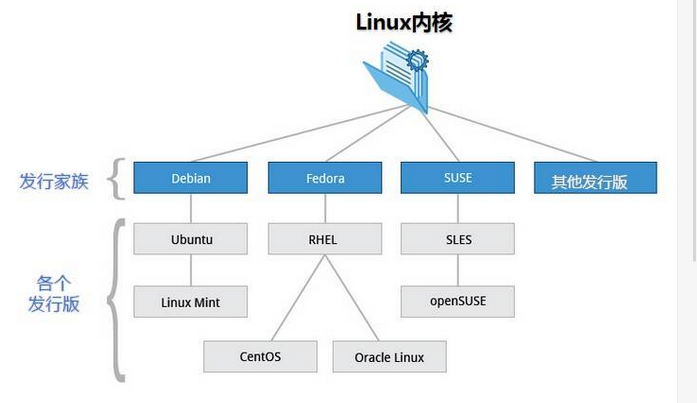 Linux内核
发行家族
Debian
Fedora
SUSE
其他发行版
各个
发行版
Ubuntu
RHEL
SLES
Linux Mint
openSUSE
CentOS
Oracle Linux